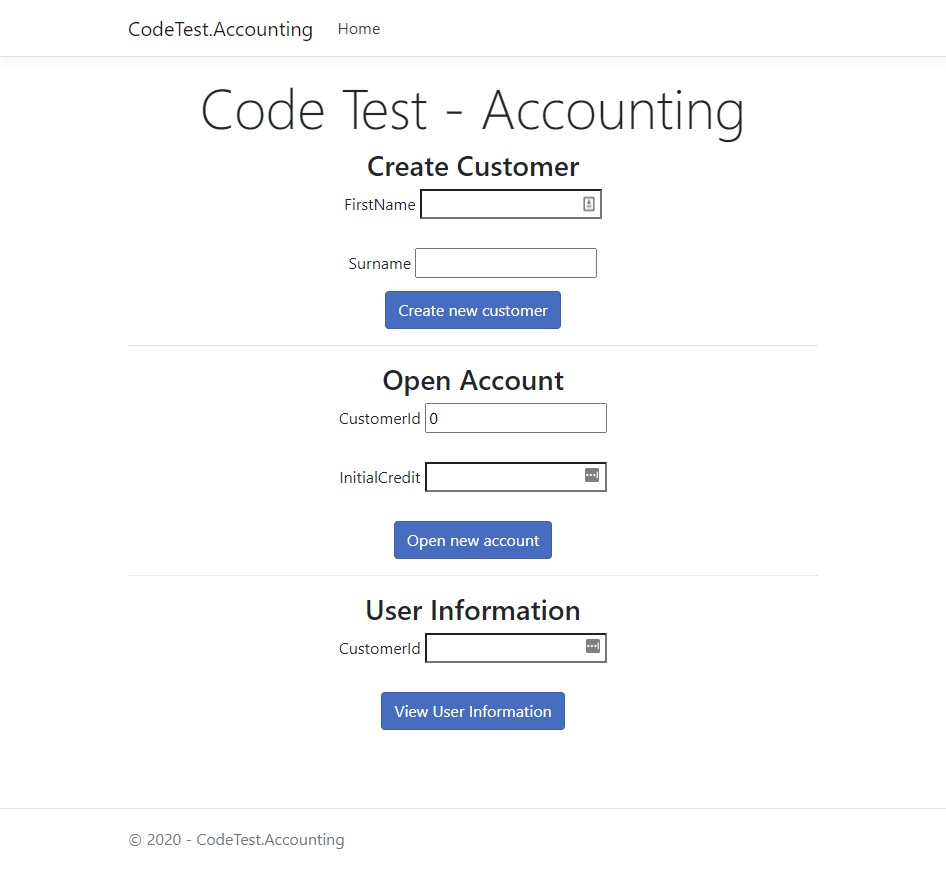 CodeTest.Accounting Home
Code Test - Accounting
Create Customer
FirstName
Surname
Create new customer
Open Account
CustomerId 0
InitialCredit
Open new account
User Information
CustomerId
View User Information
© 2020 - CodeTest.Accounting